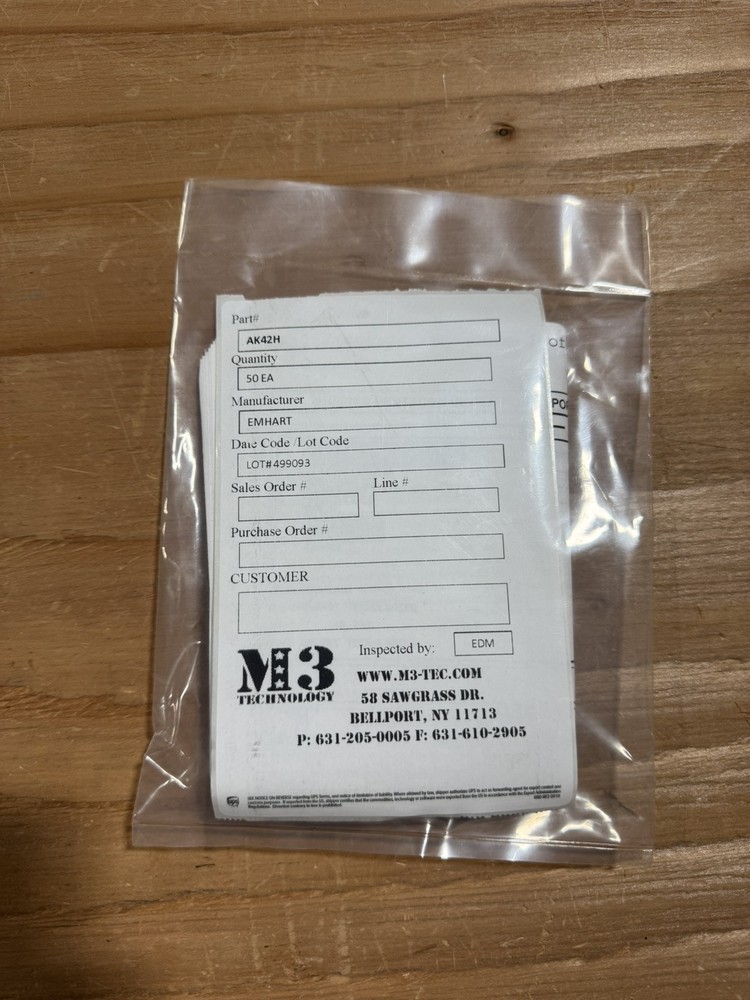 Part#
AK42H
Quantity
50 EA
Manufacturer
EMHART
Date Code /Lot Code
LOT#499093
Sales Order #
Line #
Purchase Order #
CUSTOMER
Inspected by:
EDM
M3
TECHNOLOGY
WWW.M3-TEC.COM
58 SAWGRASS DR.
BELLPORT, NY 11713
P: 631-205-0005 F: 631-610-2905
ups